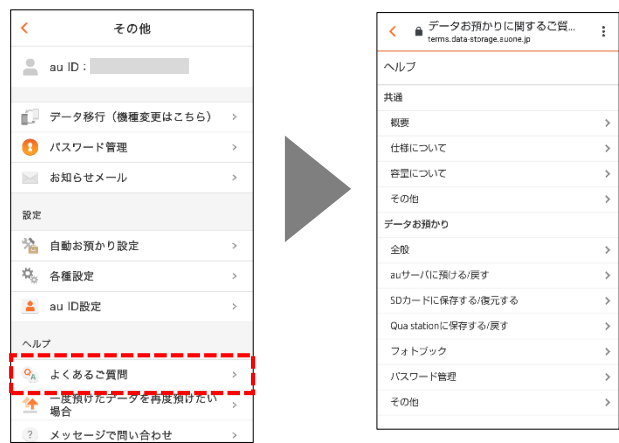 その他
au ID：
データ移行（機種変更はこちら）
パスワード管理
お知らせメール
設定
自動お預かり設定
各種設定
au ID設定
ヘルプ
よくあるご質問
一度預けたデータを再度預けたい
場合
メッセージで問い合わせ
データお預かりに関するご質...
terms.data-storage.auone.jp
ヘルプ
共通
概要
仕様について
容量について
その他
データお預かり
全般
auサーバに預ける/戻す
SDカードに保存する/復元する
Qua stationに保存する/戻す
フォトブック
パスワード管理
その他